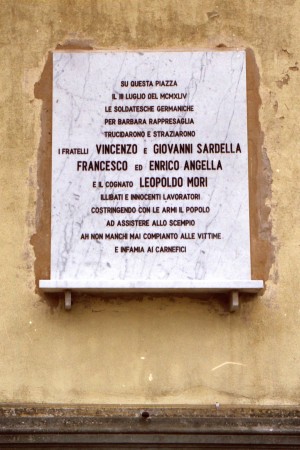 SU QUESTA PIAZZA
IL III LUGLIO DEL MCMXLIV
LE SOLDATESCHE GERMANICHE
PER BARBARA RAPPRESAGLIA
TRUCIDARONO E STRAZIARONO
I FRATELLI VINCENZO E GIOVANNI SARDELLA
FRANCESCO ED ENRICO ANGELLA
E IL COGNATO LEOPOLDO MORI
ILLIBATI E INNOCENTI LAVORATORI
COSTRINGENDO CON LE ARMI IL POPOLO
AD ASSISTERE ALLO SCEMPIO
AH NON MANCHI MAI COMPIANTO ALLE VITTIME
E INFAMIA AI CARNEFICI